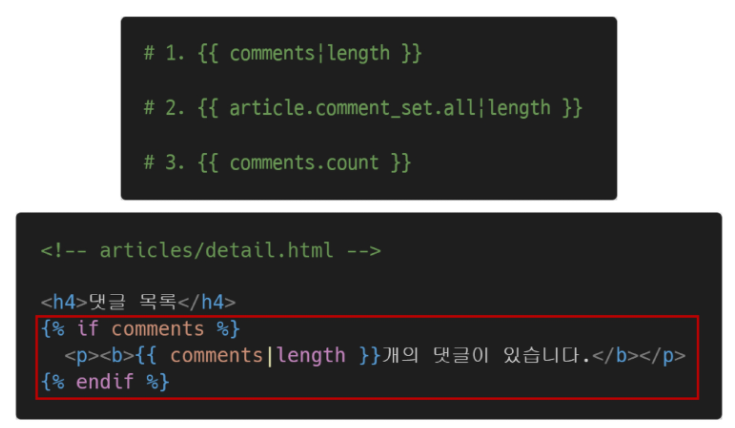 # 1. {{ comments|length }}
# 2. {{ article.comment_set.all|length }}
# 3. {{ comments.count }}
<!-- articles/detail.html -->
<h4>댓글 목록</h4>
{% if comments %}
<p><b>{{ comments|length }}개의 댓글이 있습니다.</b></p>
{% endif %}